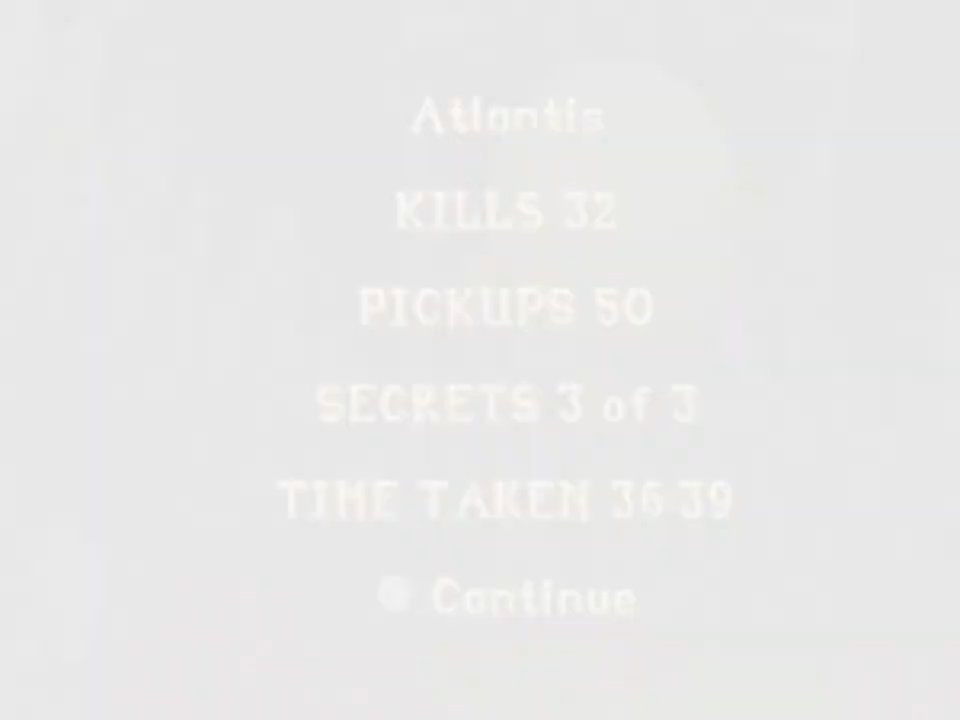 Atlantis
KILLS 32
PICKUPS 50
SECRETS 3 of 3
TIME TAKEN 36:39
Continue